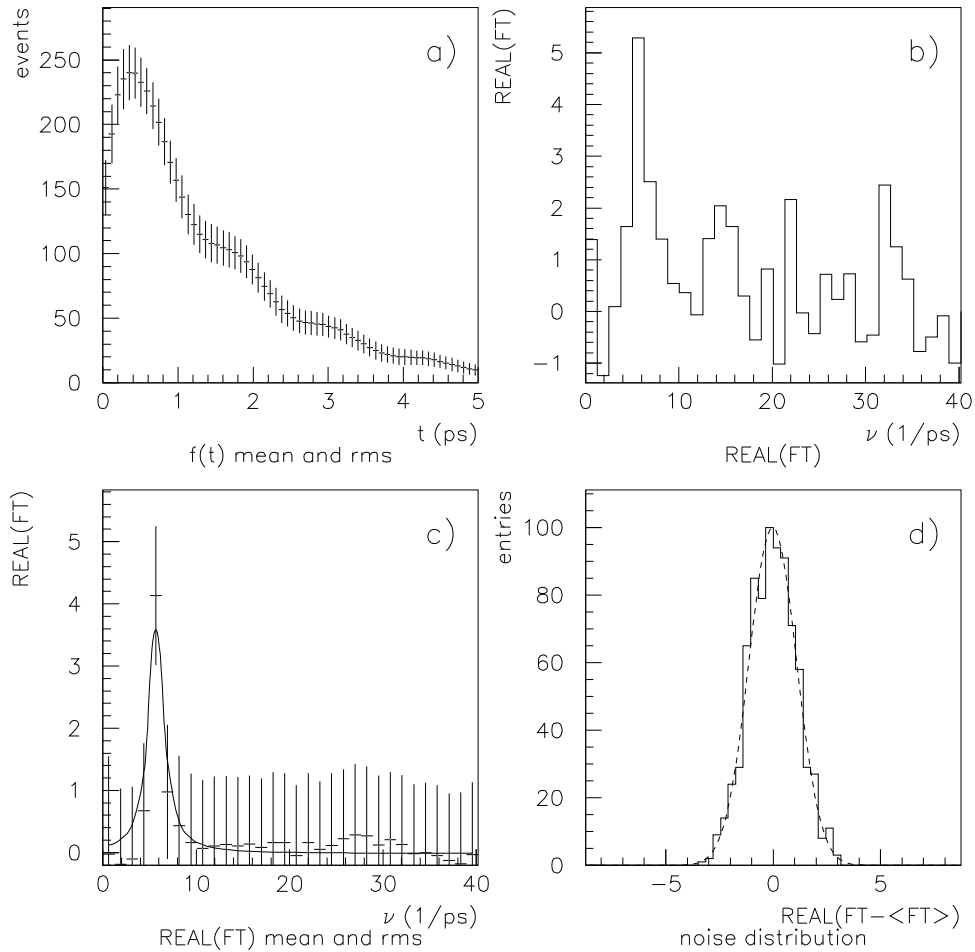 events
a)
250
200
150
100
50
0
0 1 2 3 4 5
t (ps)
f(t) mean and rms
REAL(FT)
b)
5
4
3
2
1
0
−1
0 10 20 30 40
ν (1/ps)
REAL(FT)
REAL(FT)
c)
5
4
3
2
1
0
0 10 20 30 40
ν (1/ps)
REAL(FT) mean and rms
entries
d)
100
80
60
40
20
0
−5 0 5
REAL(FT−<FT>)
noise distribution